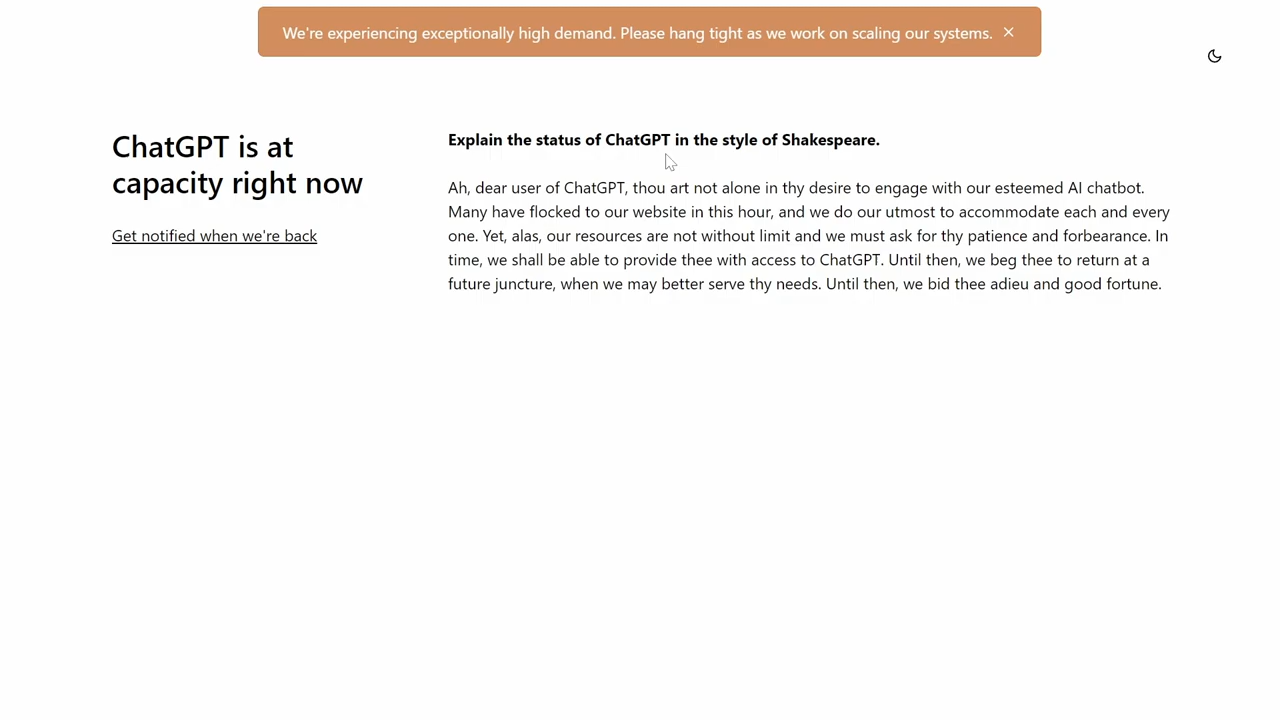 We're experiencing exceptionally high demand. Please hang tight as we work on scaling our systems.
ChatGPT is at
capacity right now
Get notified when we're back
Explain the status of ChatGPT in the style of Shakespeare.
Ah, dear user of ChatGPT, thou art not alone in thy desire to engage with our esteemed AI chatbot.
Many have flocked to our website in this hour, and we do our utmost to accommodate each and every
one. Yet, alas, our resources are not without limit and we must ask for thy patience and forbearance. In
time, we shall be able to provide thee with access to ChatGPT. Until then, we beg thee to return at a
future juncture, when we may better serve thy needs. Until then, we bid thee adieu and good fortune.